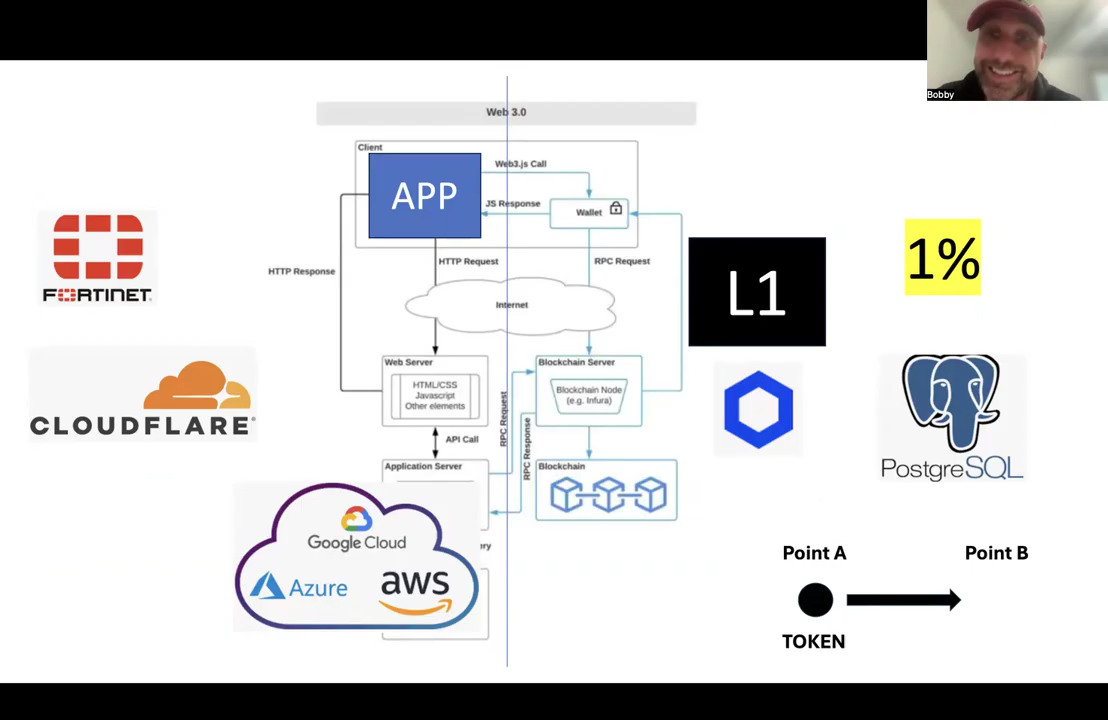 Bobby
Web 3.0
Client
APP
Web3.js Call
JS Response
Wallet
HTTP Response
HTTP Request
RPC Request
Internet
FORTINET
CLOUDFLARE
L1
1%
Web Server
HTML/CSS
Javascript
Other elements
API Call
RPC Request
RPC Response
Blockchain Server
Blockchain Node
(e.g. Infura)
Application Server
Blockchain
PostgreSQL
Google Cloud
Azure
aws
Point A
Point B
TOKEN